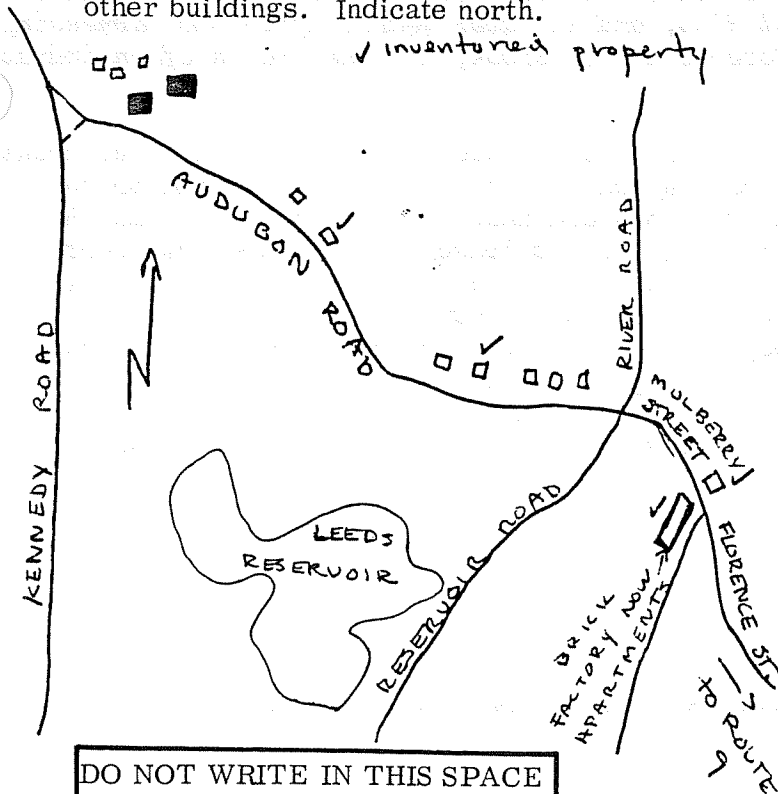 other buildings. Indicate north.
✓ inventoried property
AUDUBON
ROAD
RIVER ROAD
KENNEDY ROAD
MULBERRY
STREET
LEEDS
RESERVOIR
RESERVOIR ROAD
BRICK
FACTORY NOW
APARTMENTS
FLORENCE ST.
TO ROUTE
9
N
DO NOT WRITE IN THIS SPACE